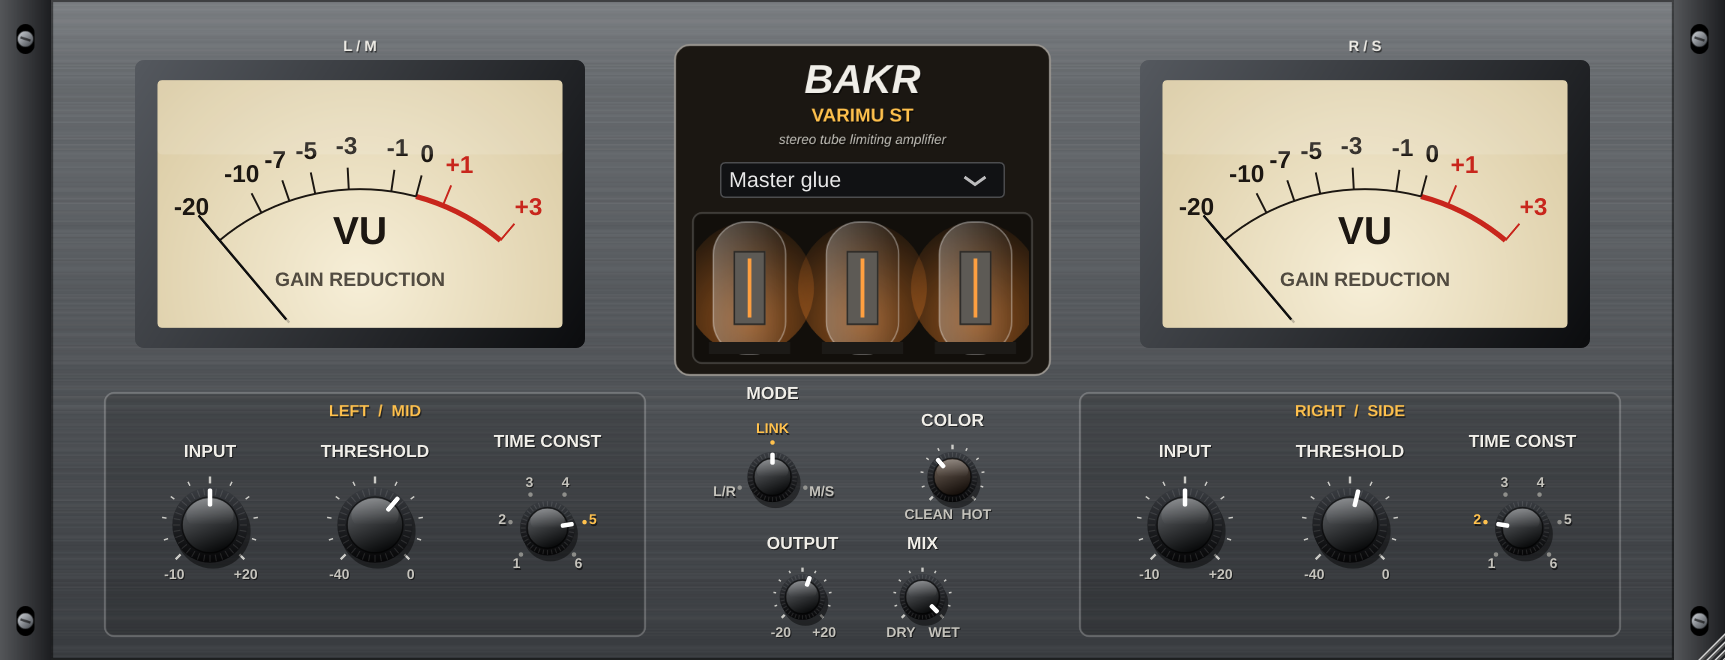 L / M
-20 -10 -7 -5 -3 -1 0 +1 +3
VU
GAIN REDUCTION
BAKR
VARIMU ST
stereo tube limiting amplifier
Master glue
R / S
-20 -10 -7 -5 -3 -1 0 +1 +3
VU
GAIN REDUCTION
LEFT / MID
INPUT THRESHOLD TIME CONST
3 4
2 5
1 6
-10 +20 -40 0
MODE
LINK
L/R M/S
COLOR
CLEAN HOT
OUTPUT MIX
-20 +20 DRY WET
RIGHT / SIDE
INPUT THRESHOLD TIME CONST
3 4
2 5
1 6
-10 +20 -40 0